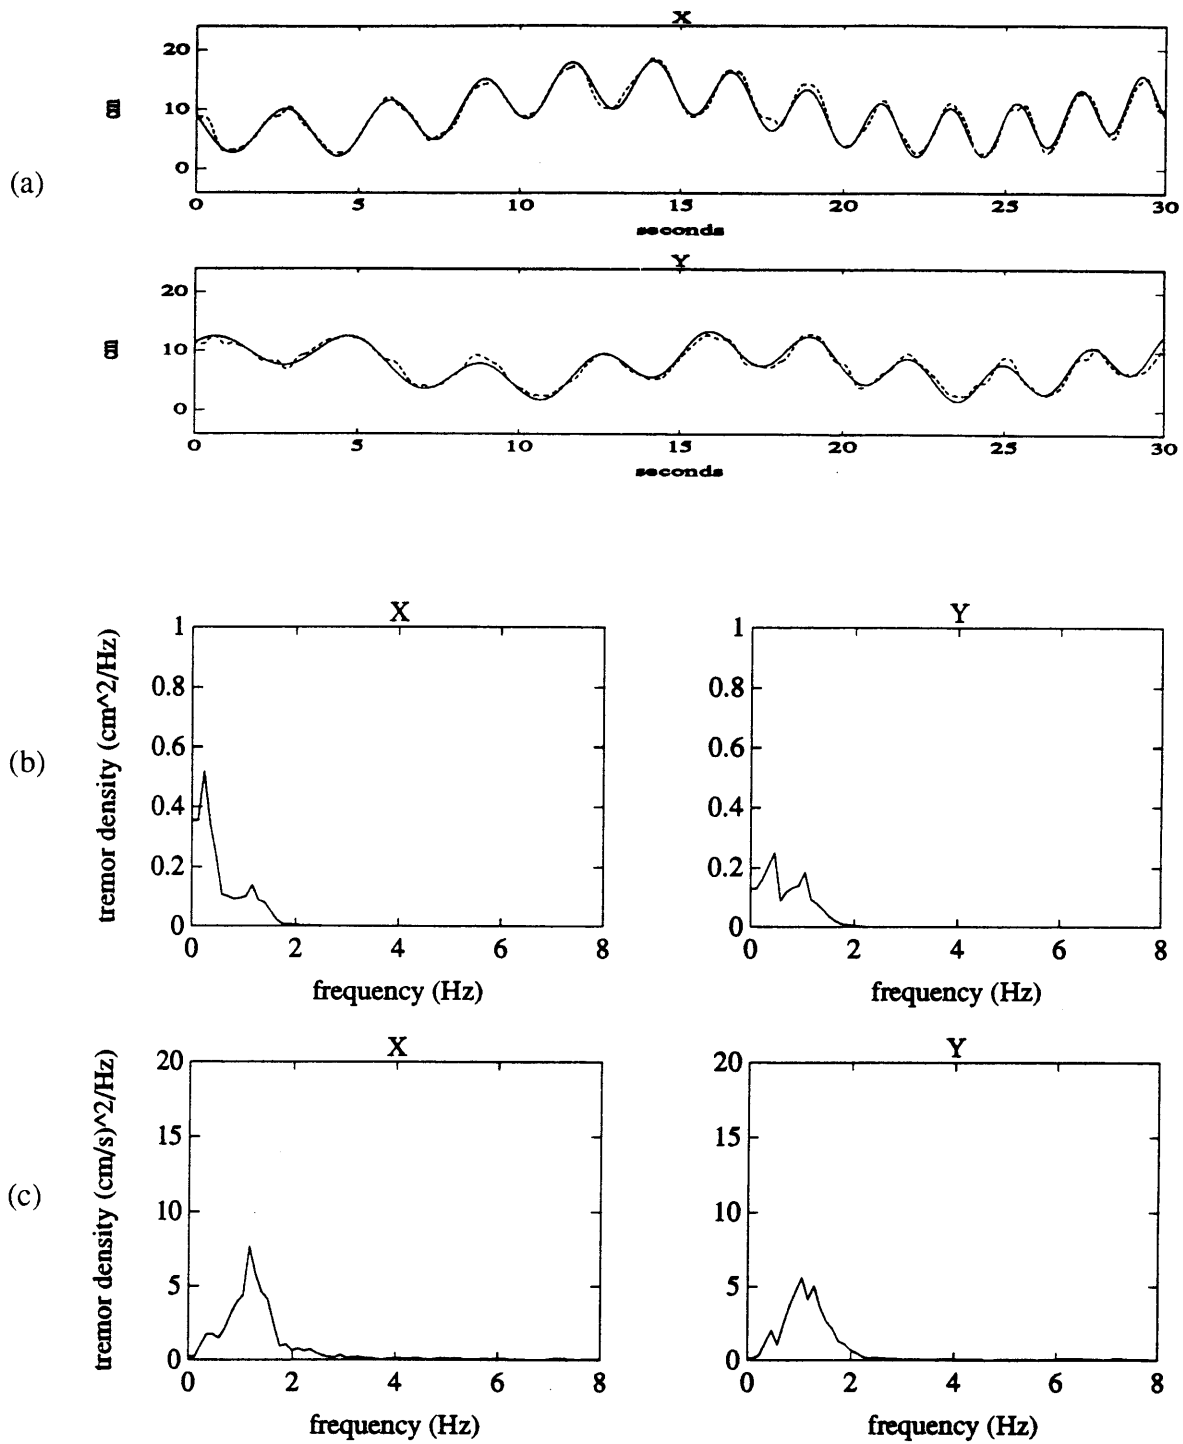 (a)
X
cm
20
10
0
0 5 10 15 20 25 30
seconds
Y
cm
20
10
0
0 5 10 15 20 25 30
seconds
(b)
X
tremor density (cm^2/Hz)
1
0.8
0.6
0.4
0.2
0
0 2 4 6 8
frequency (Hz)
Y
1
0.8
0.6
0.4
0.2
0
0 2 4 6 8
frequency (Hz)
(c)
X
tremor density (cm/s)^2/Hz)
20
15
10
5
0
0 2 4 6 8
frequency (Hz)
Y
20
15
10
5
0
0 2 4 6 8
frequency (Hz)